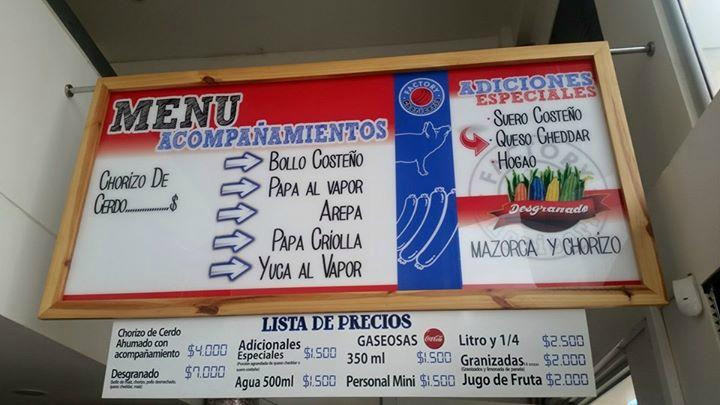 MENU
ACOMPAÑAMIENTOS
Chorizo De
Cerdo................$
Bollo Costeño
Papa al vapor
Arepa
Papa Criolla
Yuca al Vapor
FACTORY
ADICIONES
ESPECIALES
· Suero Costeño
· Queso Cheddar
· Hogao
Desgranado
Mazorca y Chorizo
LISTA DE PRECIOS
Chorizo de Cerdo
Ahumado con
acompañamiento $4.000
Desgranado $7.000
Adicionales
Especiales $1.500
Agua 500ml $1.500
GASEOSAS Coca-Cola
350 ml $1.500
Personal Mini $1.500
Litro y 1/4 $2.500
Granizadas $2.000
Jugo de Fruta $2.000